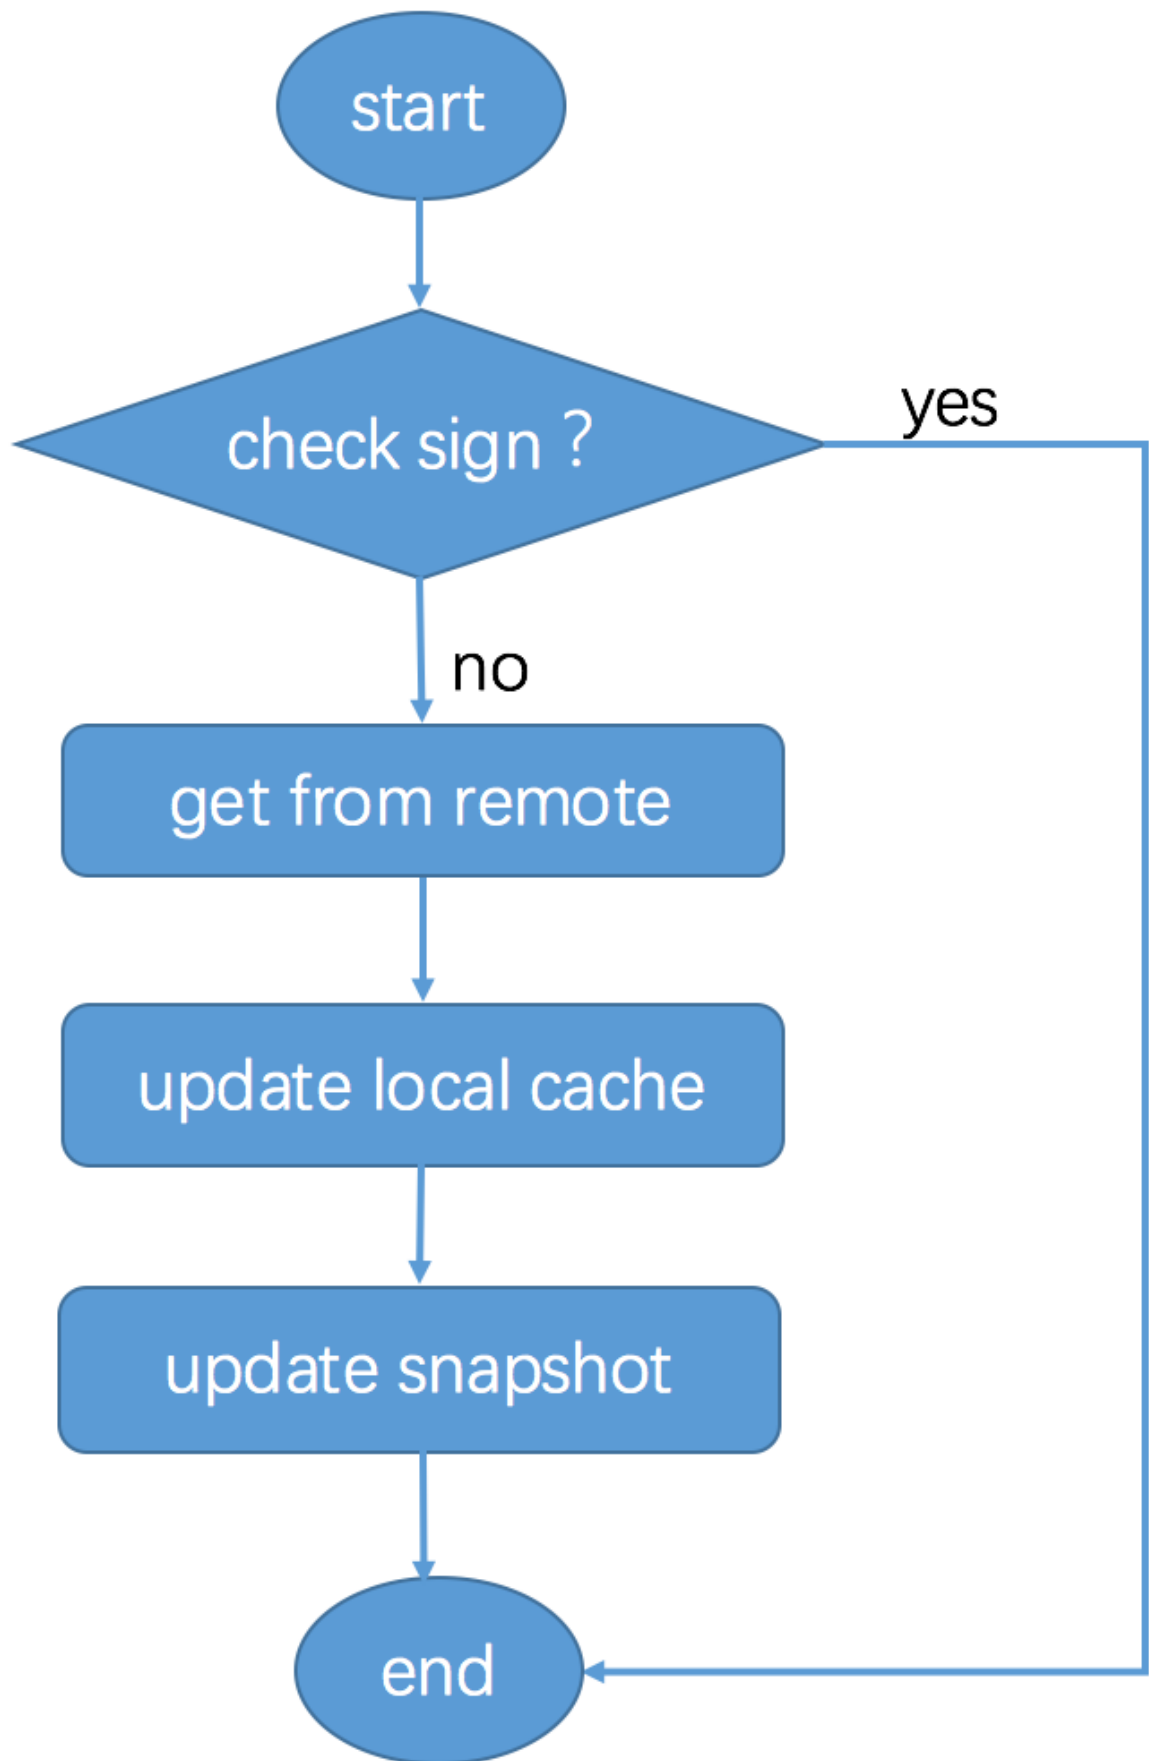 start
check sign？
yes
no
get from remote
update local cache
update snapshot
end